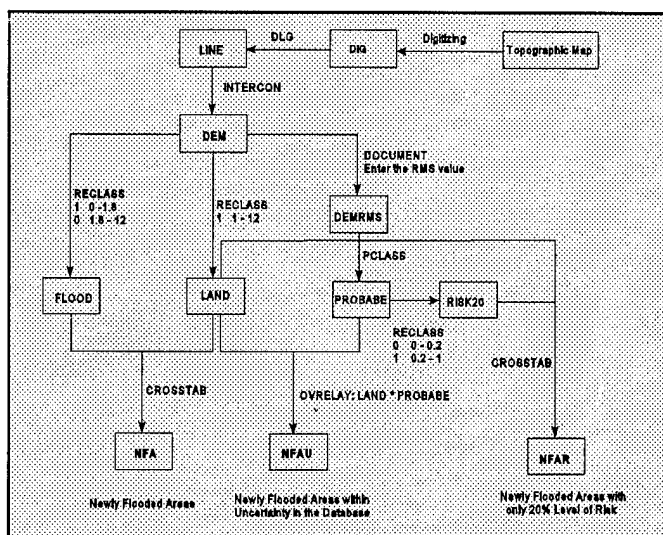 DLG
Digitizing
LINE
DIG
Topographic Map
INTERCON
DEM
DOCUMENT
Enter the RMS value
RECLASS
1 0 -1.8
0 1.8 - 12
RECLASS
1 1 - 12
DEMRMS
PCLASS
FLOOD
LAND
PROBABE
RISK20
RECLASS
0 0 - 0.2
1 0.2 - 1
CROSSTAB
OVRELAY: LAND * PROBABE
CROSSTAB
NFA
NFAU
NFAR
Newly Flooded Areas
Newly Flooded Areas within
Uncertainty in the Database
Newly Flooded Areas with
only 20% Level of Risk